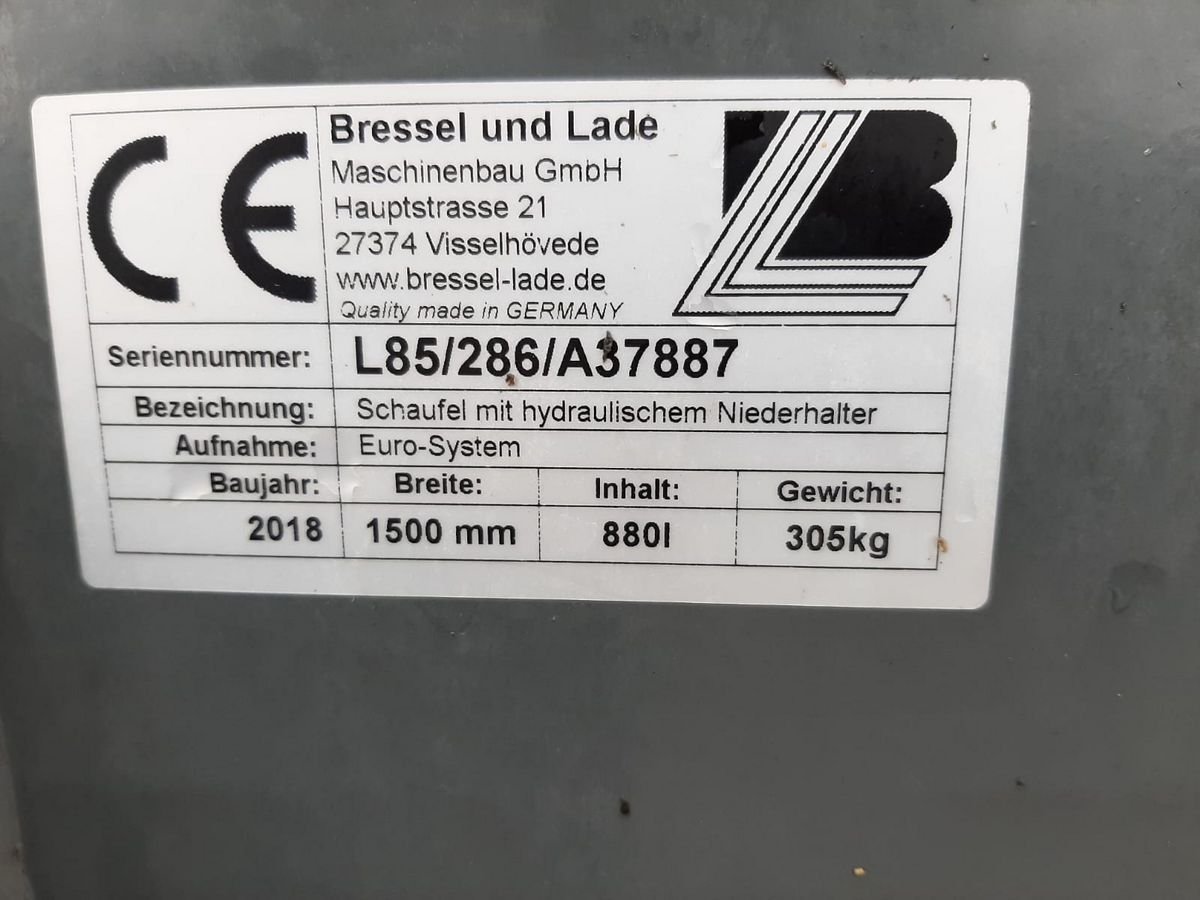 CE
Bressel und Lade
Maschinenbau GmbH
Hauptstrasse 21
27374 Visselhövede
www.bressel-lade.de
Quality made in GERMANY
LB
Seriennummer: L85/286/A37887
Bezeichnung: Schaufel mit hydraulischem Niederhalter
Aufnahme: Euro-System
Baujahr: Breite: Inhalt: Gewicht:
2018 1500 mm 880l 305kg